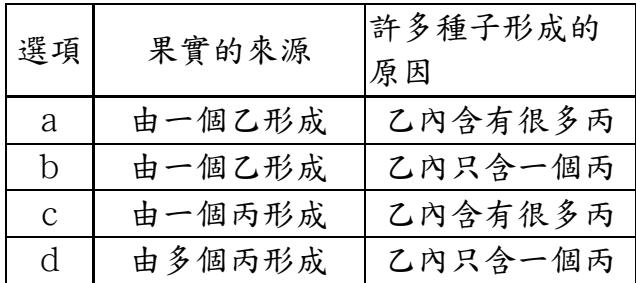 選項 果實的來源 許多種子形成的
原因
a 由一個乙形成 乙內含有很多丙
b 由一個乙形成 乙內只含一個丙
c 由一個丙形成 乙內含有很多丙
d 由多個丙形成 乙內只含一個丙